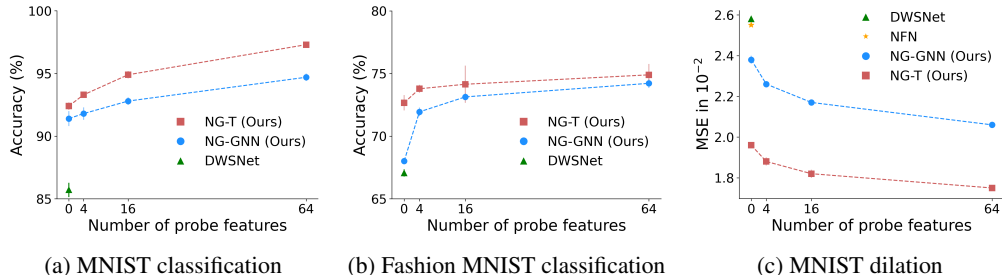 100
95
90
85
Accuracy (%)
NG-T (Ours)
NG-GNN (Ours)
DWSNet
0 4 16 64
Number of probe features
(a) MNIST classification
80
75
70
65
Accuracy (%)
NG-T (Ours)
NG-GNN (Ours)
DWSNet
0 4 16 64
Number of probe features
(b) Fashion MNIST classification
2.6
2.4
2.2
2.0
1.8
MSE in 10⁻²
DWSNet
NFN
NG-GNN (Ours)
NG-T (Ours)
0 4 16 64
Number of probe features
(c) MNIST dilation